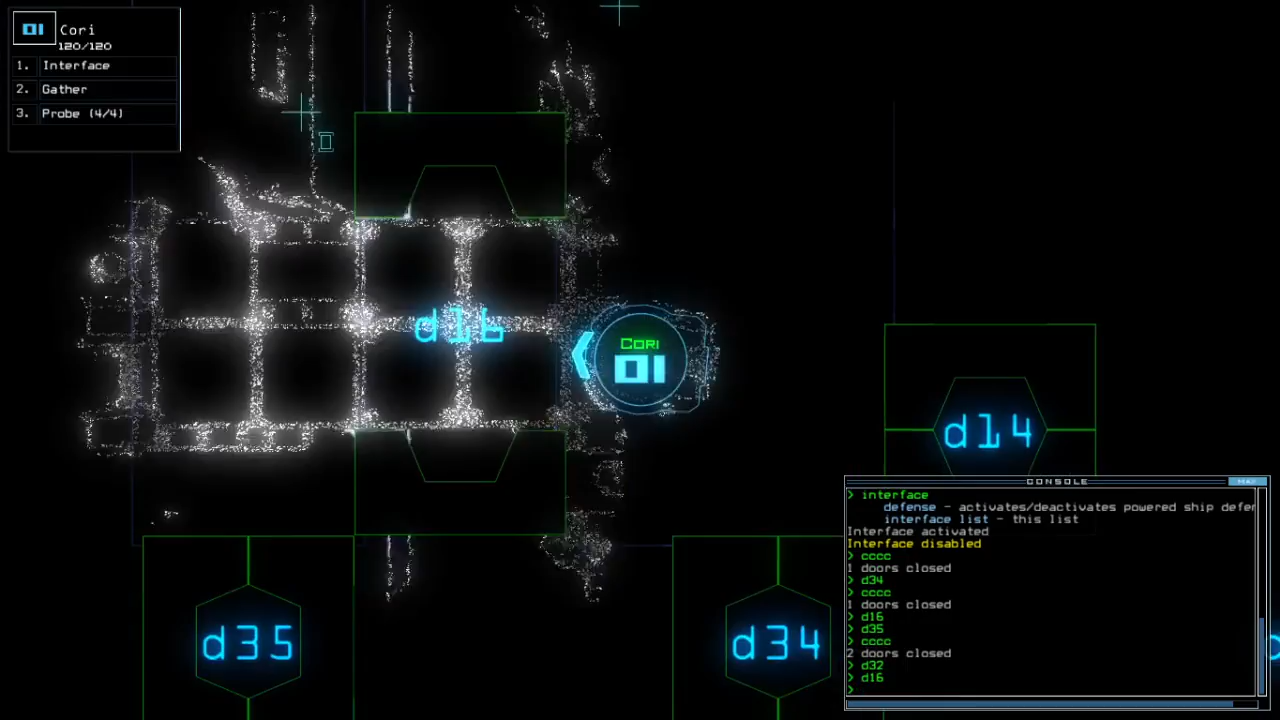 01 Cori
120/120
1. Interface
2. Gather
3. Probe (4/4)
d16
Cori
01
d14
d35
d34
CONSOLE
> interface
defense - activates/deactivates powered ship defen
interface list - this list
Interface activated
Interface disabled
> cccc
1 doors closed
> d34
> cccc
1 doors closed
> d16
> d35
> cccc
2 doors closed
> d32
> d16
>